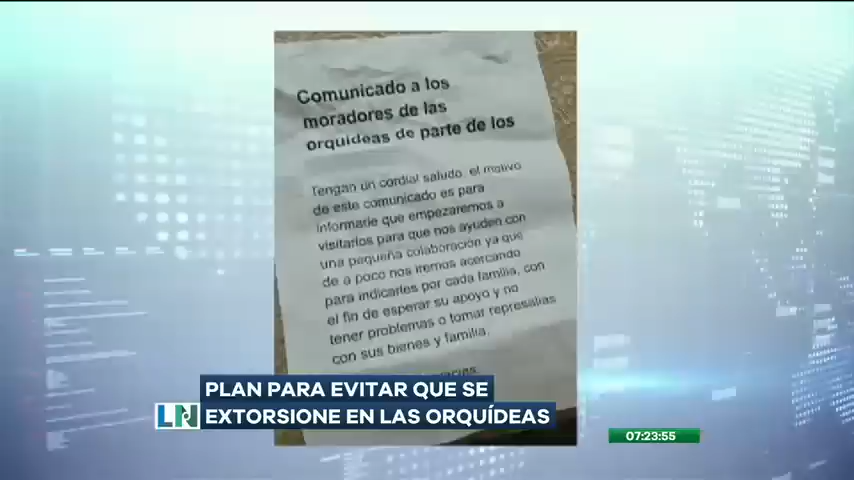 Comunicado a los
moradores de las
orquideas de parte de los
Tengan un cordial saludo, el motivo
de este comunicado es para
informarle que empezaremos a
visitarlos para que nos ayuden con
una pequeña colaboración ya que
de a poco nos iremos acercando
para indicarles por cada familia, con
el fin de esperar su apoyo y no
tener problemas o tomar represalias
con sus bienes y familia.
PLAN PARA EVITAR QUE SE
LN EXTORSIONE EN LAS ORQUÍDEAS
07:23:55